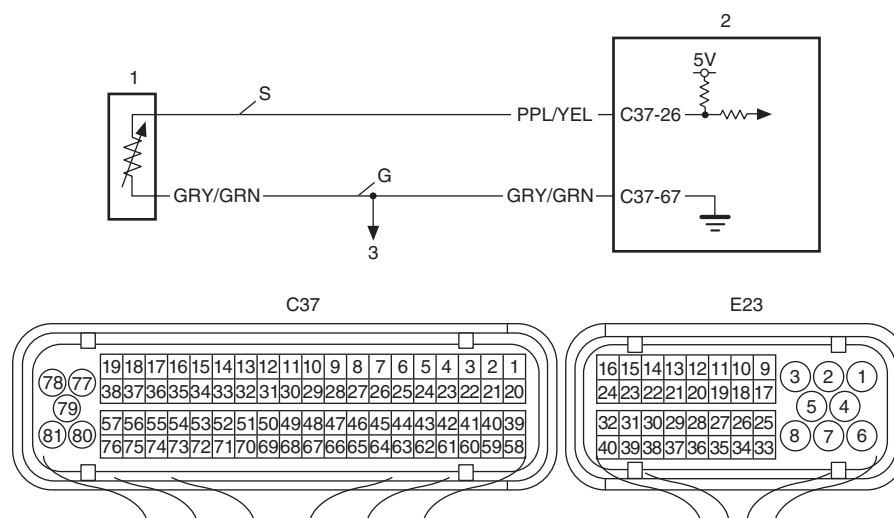 2
1
5V
S
PPL/YEL
C37-26
G
GRY/GRN
GRY/GRN
C37-67
3
C37
19 18 17 16 15 14 13 12 11 10 9 8 7 6 5 4 3 2 1
38 37 36 35 34 33 32 31 30 29 28 27 26 25 24 23 22 21 20
57 56 55 54 53 52 51 50 49 48 47 46 45 44 43 42 41 40 39
76 75 74 73 72 71 70 69 68 67 66 65 64 63 62 61 60 59 58
78 77
79
81 80
E23
16 15 14 13 12 11 10 9
24 23 22 21 20 19 18 17
32 31 30 29 28 27 26 25
40 39 38 37 36 35 34 33
3 2 1
5 4
8 7 6